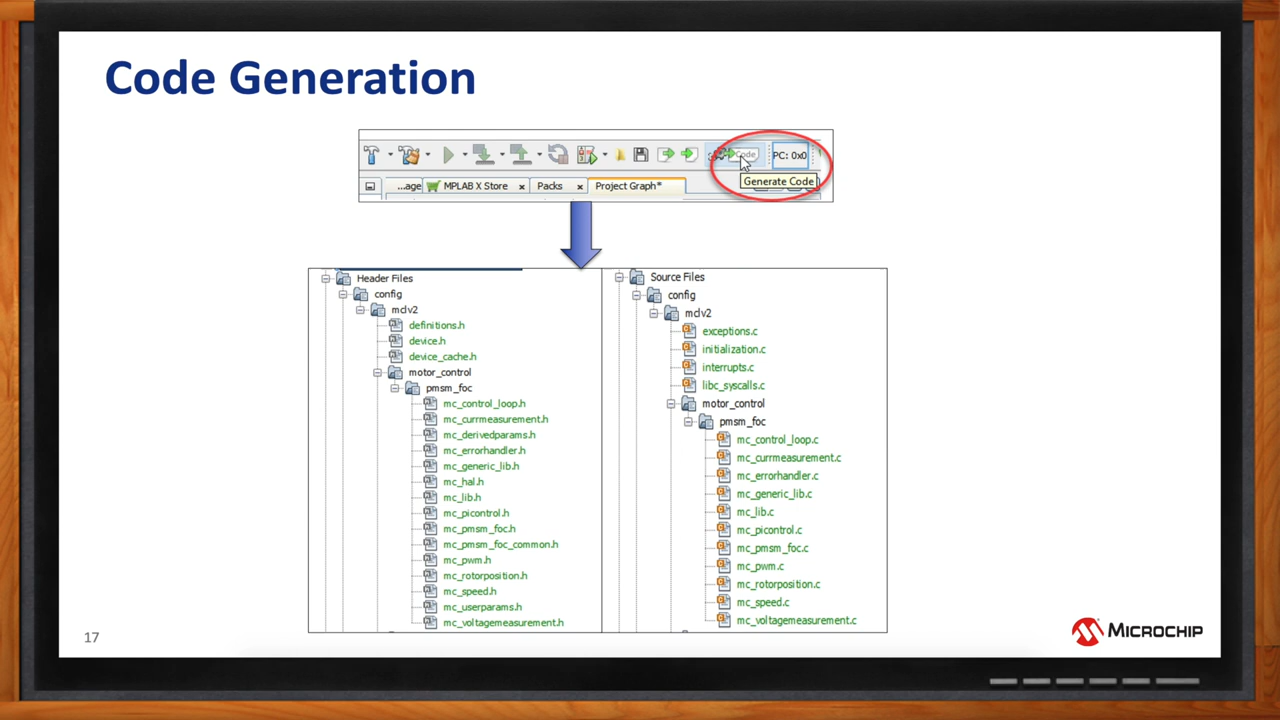 Code Generation
Code
PC: 0x0
Generate Code
...age
MPLAB X Store
Packs
Project Graph*
Header Files
config
mclv2
definitions.h
device.h
device_cache.h
motor_control
pmsm_foc
mc_control_loop.h
mc_currmeasurement.h
mc_derivedparams.h
mc_errorhandler.h
mc_generic_lib.h
mc_hal.h
mc_lib.h
mc_picontrol.h
mc_pmsm_foc.h
mc_pmsm_foc_common.h
mc_pwm.h
mc_rotorposition.h
mc_speed.h
mc_userparams.h
mc_voltagemeasurement.h
Source Files
config
mclv2
exceptions.c
initialization.c
interrupts.c
libc_syscalls.c
motor_control
pmsm_foc
mc_control_loop.c
mc_currmeasurement.c
mc_errorhandler.c
mc_generic_lib.c
mc_lib.c
mc_picontrol.c
mc_pmsm_foc.c
mc_pwm.c
mc_rotorposition.c
mc_speed.c
mc_voltagemeasurement.c
17
MICROCHIP